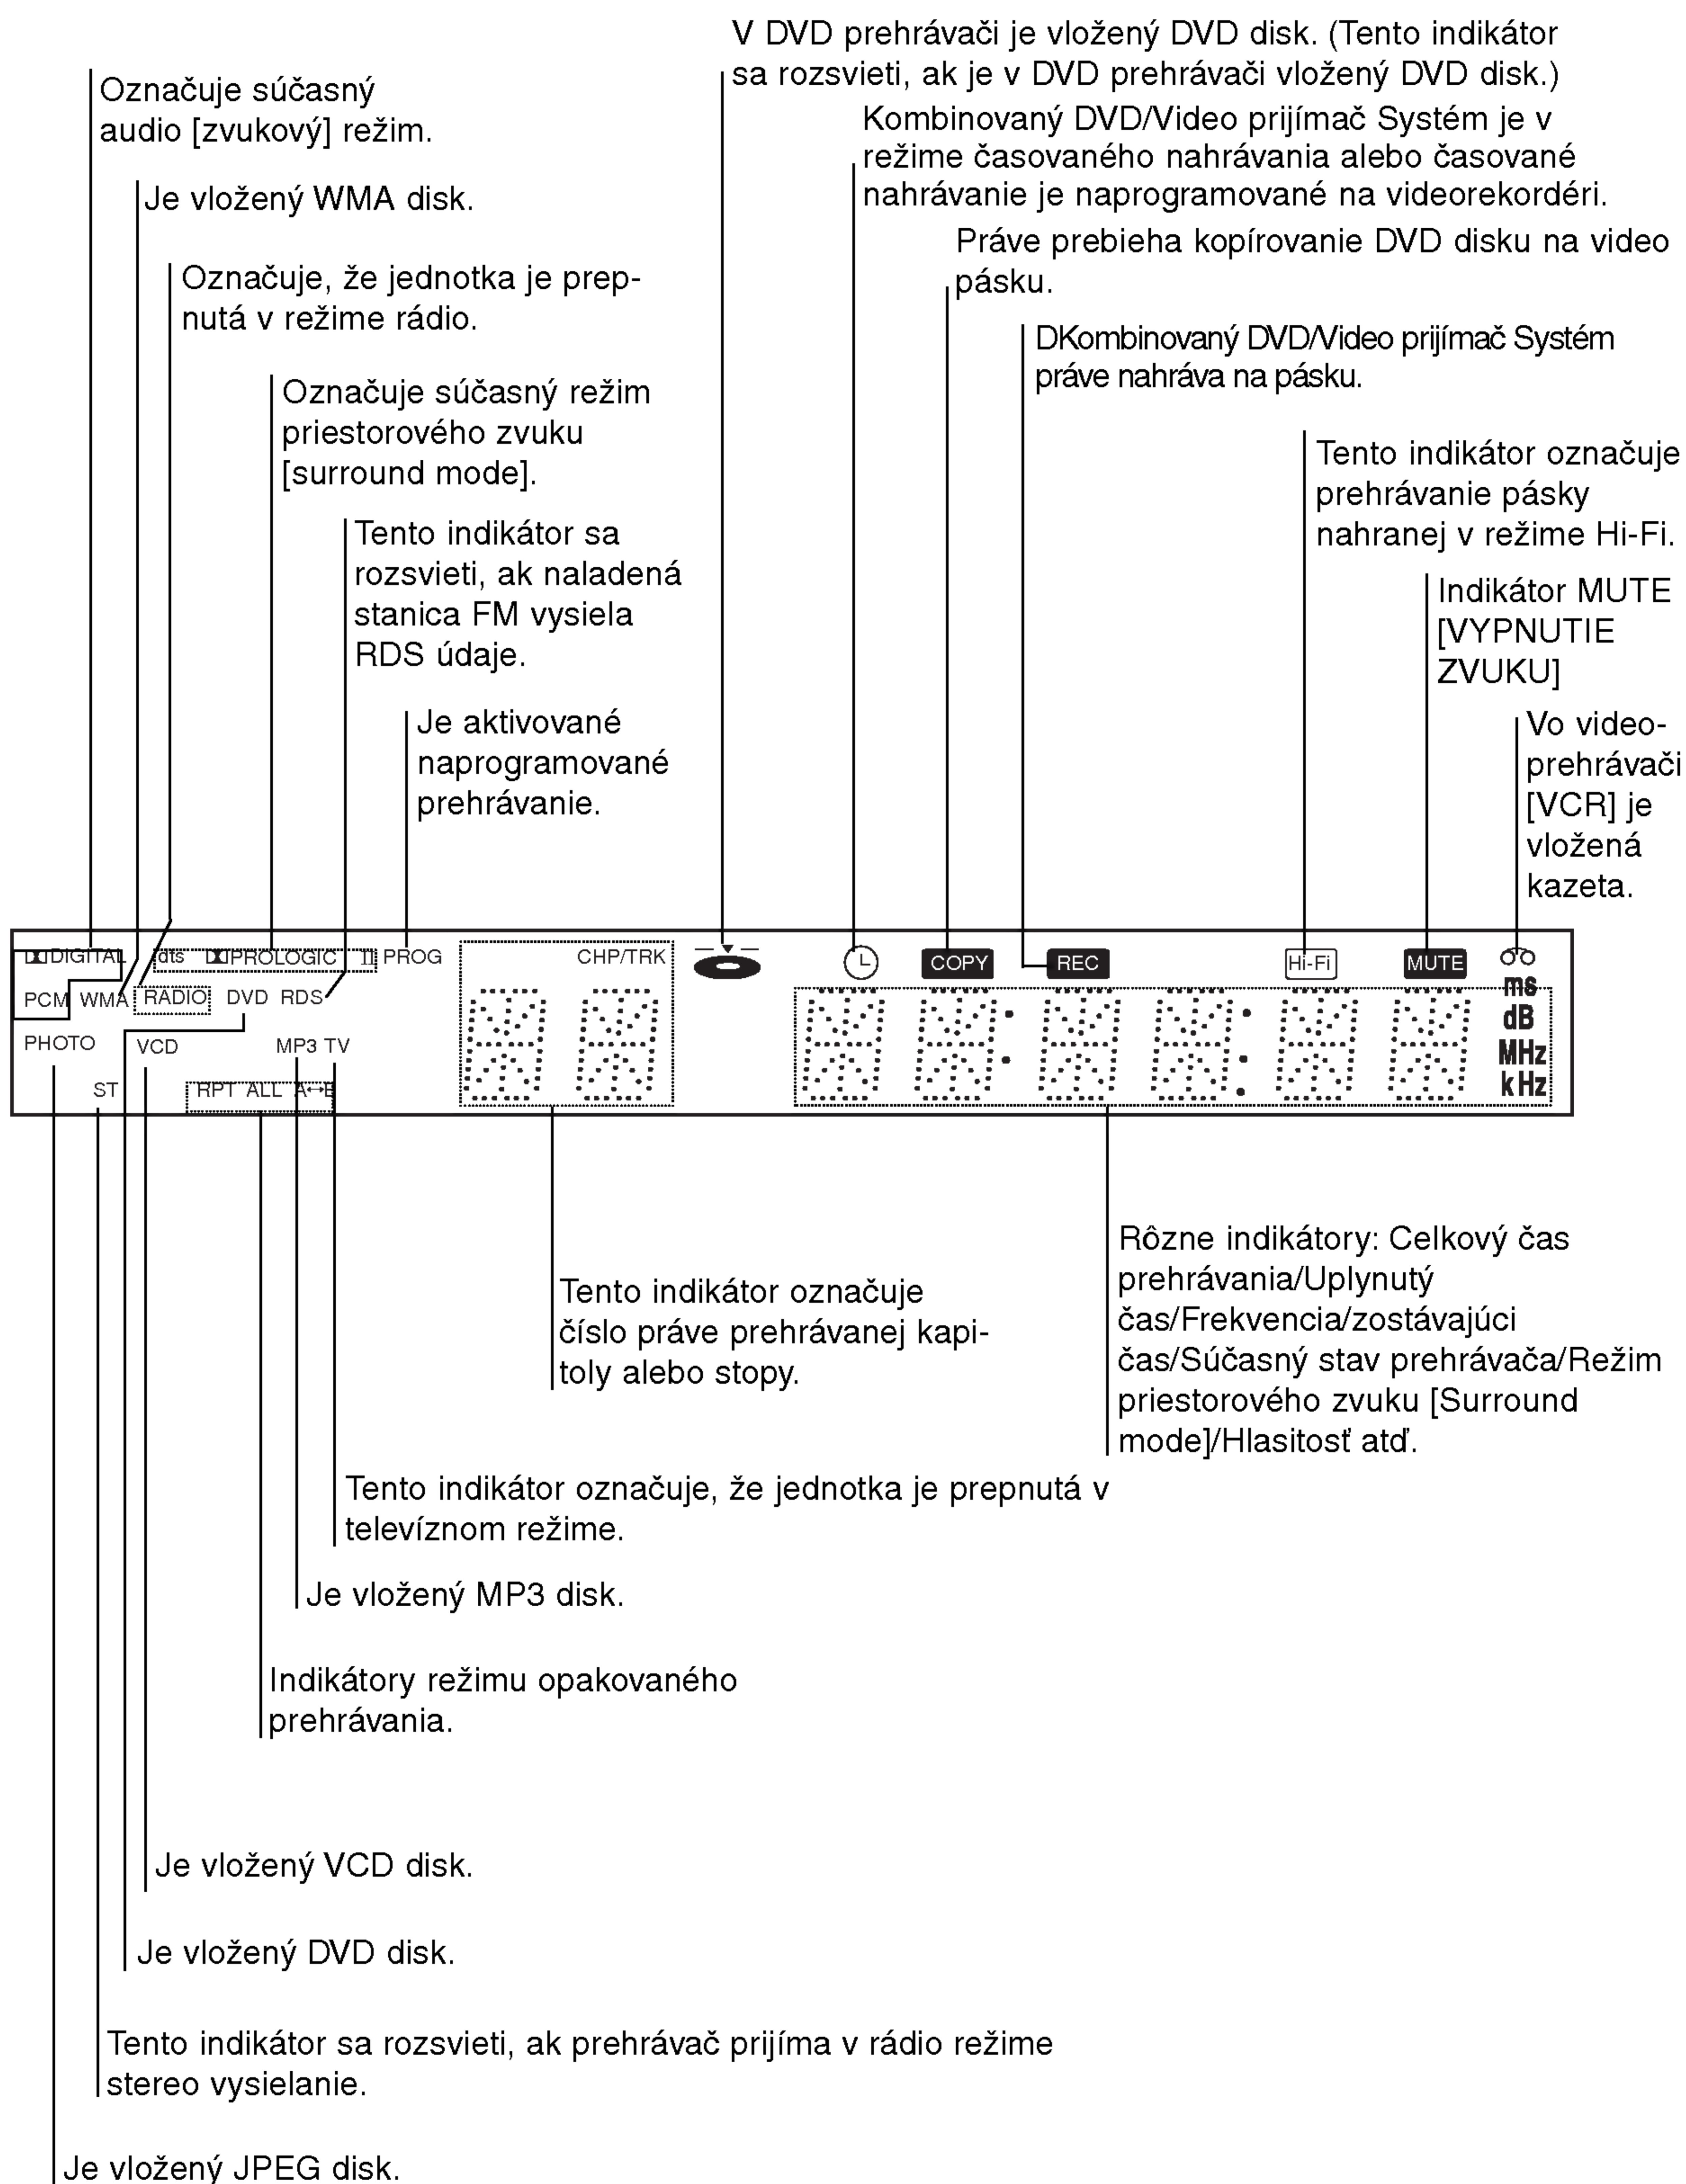 V DVD prehrávači je vložený DVD disk. (Tento indikátor
sa rozsvieti, ak je v DVD prehrávači vložený DVD disk.)
Označuje súčasný
audio [zvukový] režim.
Kombinovaný DVD/Video prijímač Systém je v
režime časovaného nahrávania alebo časované
nahrávanie je naprogramované na videorekordéri.
Je vložený WMA disk.
Práve prebieha kopírovanie DVD disku na video
pásku.
Označuje, že jednotka je prep-
nutá v režime rádio.
DKombinovaný DVD/Video prijímač Systém
práve nahráva na pásku.
Označuje súčasný režim
priestorového zvuku
[surround mode].
Tento indikátor označuje
prehrávanie pásky
nahranej v režime Hi-Fi.
Tento indikátor sa
rozsvieti, ak naladená
stanica FM vysiela
RDS údaje.
Indikátor MUTE
[VYPNUTIE
ZVUKU]
Je aktivované
naprogramované
prehrávanie.
Vo video-
prehrávači
[VCR] je
vložená
kazeta.
DIGITAL dts PROLOGIC II PROG CHP/TRK COPY REC Hi-Fi MUTE
PCM WMA RADIO DVD RDS ms
dB
PHOTO VCD MP3 TV MHz
ST RPT ALL A↔B kHz
Rôzne indikátory: Celkový čas
prehrávania/Uplynutý
čas/Frekvencia/zostávajúci
čas/Súčasný stav prehrávača/Režim
priestorového zvuku [Surround
mode]/Hlasitosť atď.
Tento indikátor označuje
číslo práve prehrávanej kapi-
toly alebo stopy.
Tento indikátor označuje, že jednotka je prepnutá v
televíznom režime.
Je vložený MP3 disk.
Indikátory režimu opakovaného
prehrávania.
Je vložený VCD disk.
Je vložený DVD disk.
Tento indikátor sa rozsvieti, ak prehrávač prijíma v rádio režime
stereo vysielanie.
Je vložený JPEG disk.